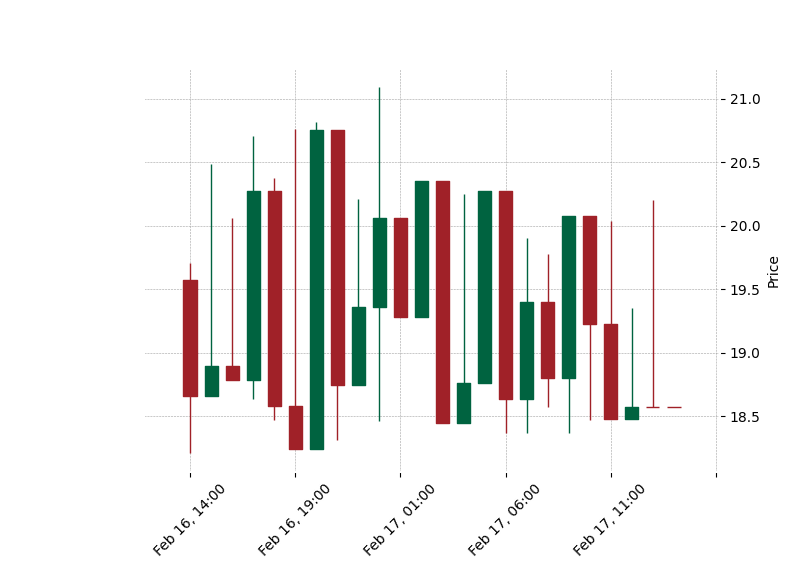 21.0
20.5
20.0
19.5
19.0
18.5
Price
Feb 16, 14:00
Feb 16, 19:00
Feb 17, 01:00
Feb 17, 06:00
Feb 17, 11:00